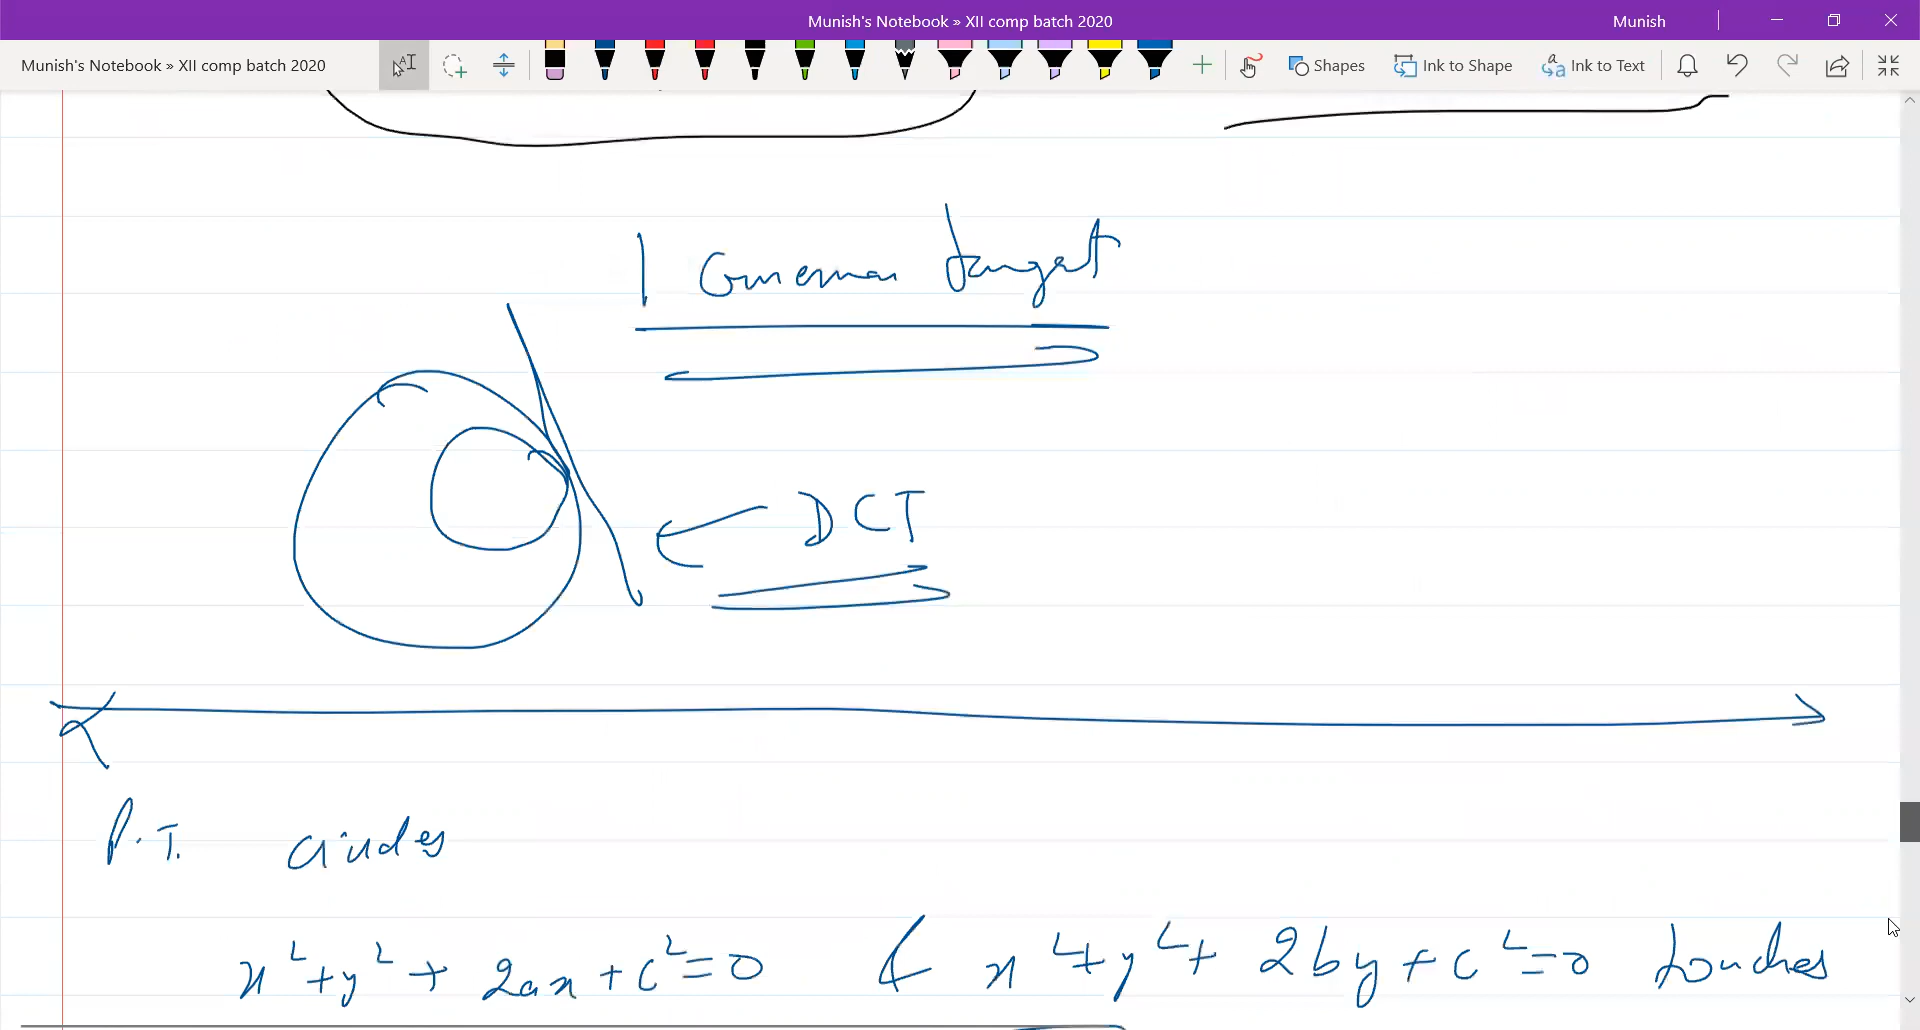 Munish's Notebook » XII comp batch 2020
Munish
Munish's Notebook » XII comp batch 2020
Shapes
Ink to Shape
Ink to Text
1 Common tangent
DCT
P.T. circles
x²+y²+2ax+c²=0 & x²+y²+2by+c²=0 touches